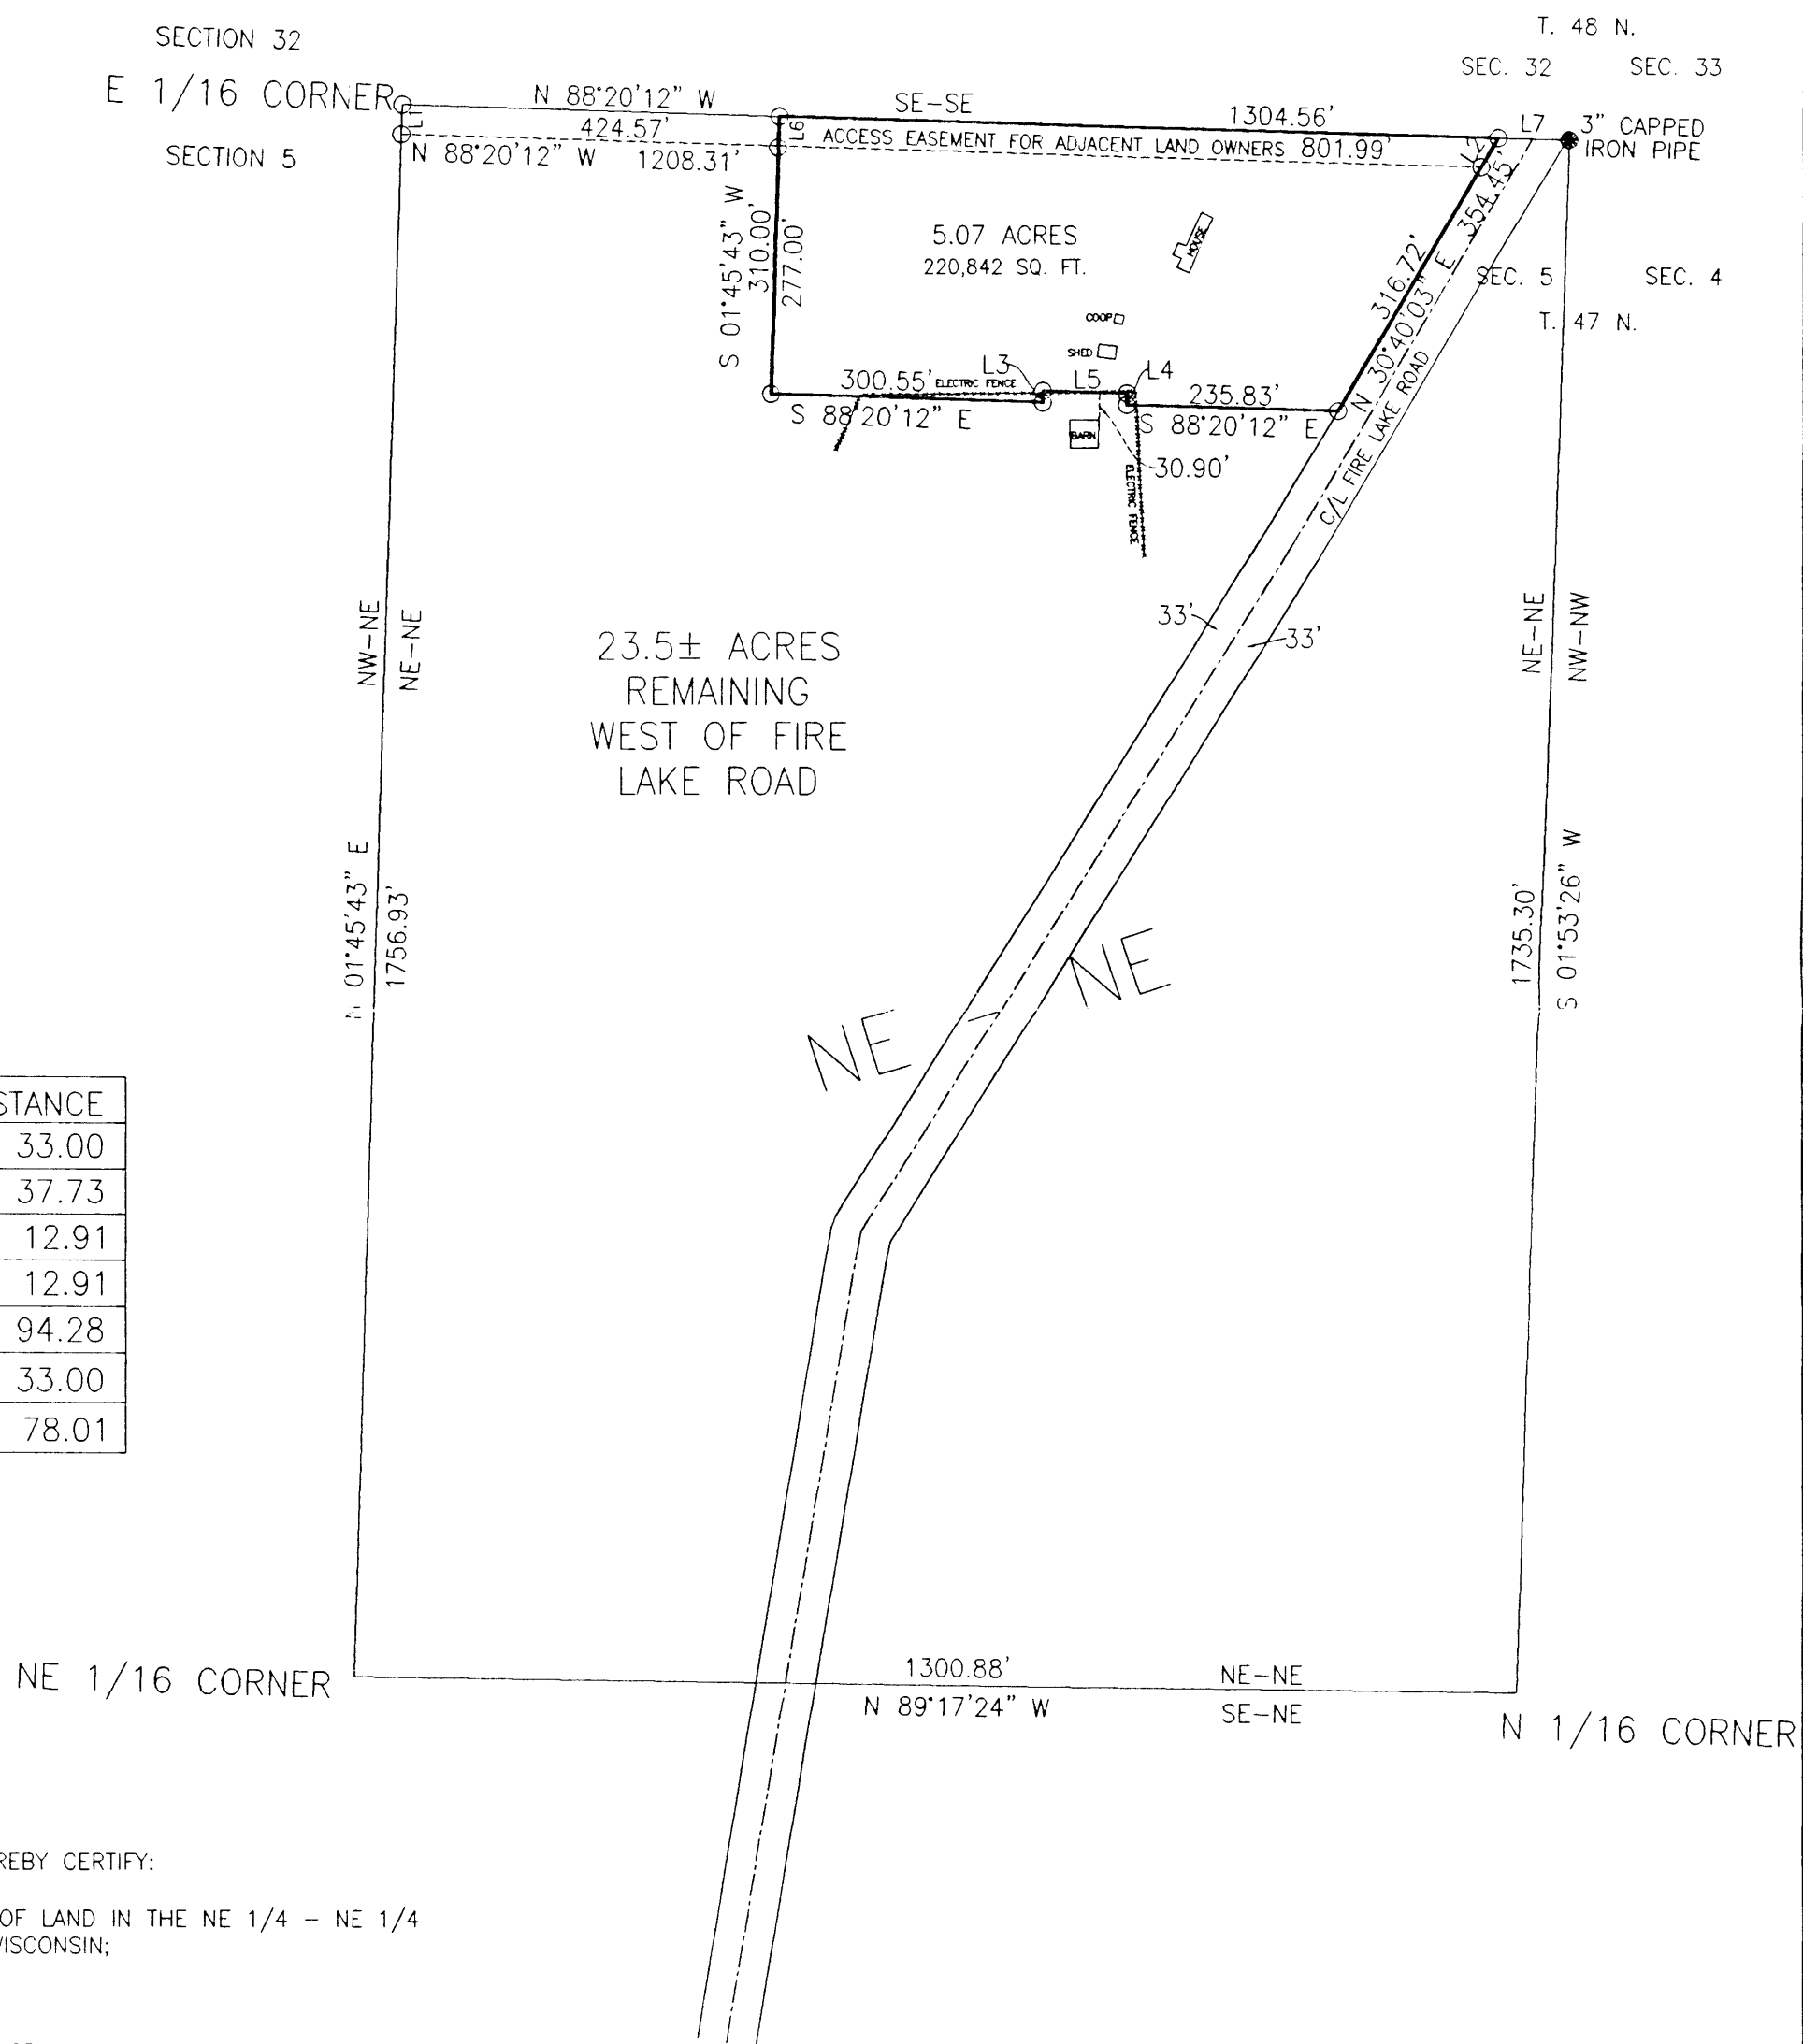 SECTION 32
T. 48 N.
SEC. 32 SEC. 33
E 1/16 CORNER
N 88°20'12" W
SE-SE
1304.56'
L7
3" CAPPED
IRON PIPE
L1
424.57'
L6
ACCESS EASEMENT FOR ADJACENT LAND OWNERS 801.99'
L2
SECTION 5
N 88°20'12" W 1208.31'
S 01°45'43" W
310.00'
277.00'
5.07 ACRES
220,842 SQ. FT.
HOUSE
316.72'
N 30°40'03" E 354.45'
SEC. 5 SEC. 4
T. 47 N.
COOP
SHED
C/L FIRE LAKE ROAD
300.55'
ELECTRIC FENCE
L3
L5
L4
235.83'
S 88°20'12" E
BARN
S 88°20'12" E
30.90'
ELECTRIC FENCE
33'
33'
NW-NE
NE-NE
NE-NE
NW-NW
23.5± ACRES
REMAINING
WEST OF FIRE
LAKE ROAD
N 01°45'43" E
1756.93'
1735.30'
S 01°53'26" W
NE - NE
STANCE
33.00
37.73
12.91
12.91
94.28
33.00
78.01
NE 1/16 CORNER
1300.88'
NE-NE
N 89°17'24" W
SE-NE
N 1/16 CORNER
REBY CERTIFY:
OF LAND IN THE NE 1/4 - NE 1/4
VISCONSIN;